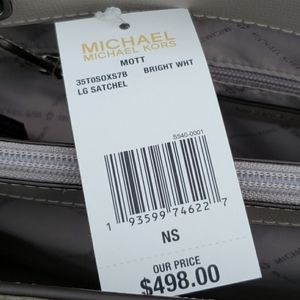 MICHAEL
MICHAEL KORS
MOTT
35T0SOXS7B BRIGHT WHT
LG SATCHEL
5540-0001
1 93599 74622 7
NS
OUR PRICE
$498.00